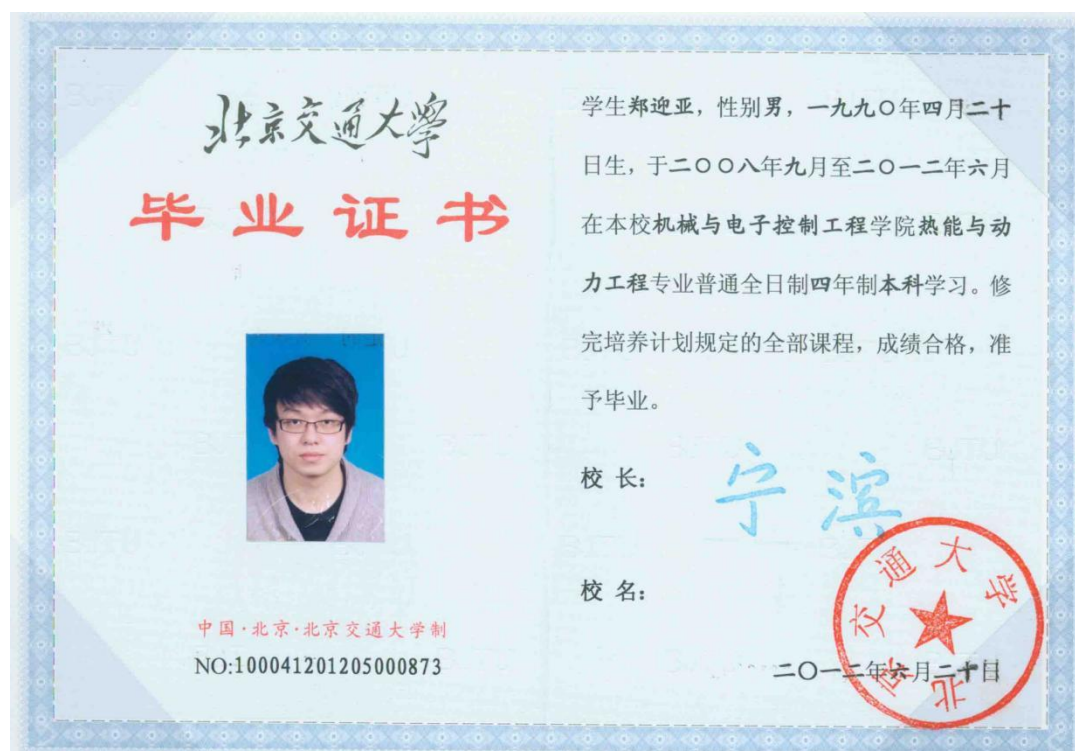 北京交通大学
毕业证书
中国·北京·北京交通大学制
NO:100041201205000873
学生郑迎亚，性别男，一九九〇年四月二十
日生，于二〇〇八年九月至二〇一二年六月
在本校机械与电子控制工程学院热能与动
力工程专业普通全日制四年制本科学习。修
完培养计划规定的全部课程，成绩合格，准
予毕业。
校 长：
宁滨
校 名：
北京交通大学
二〇一二年六月二十日